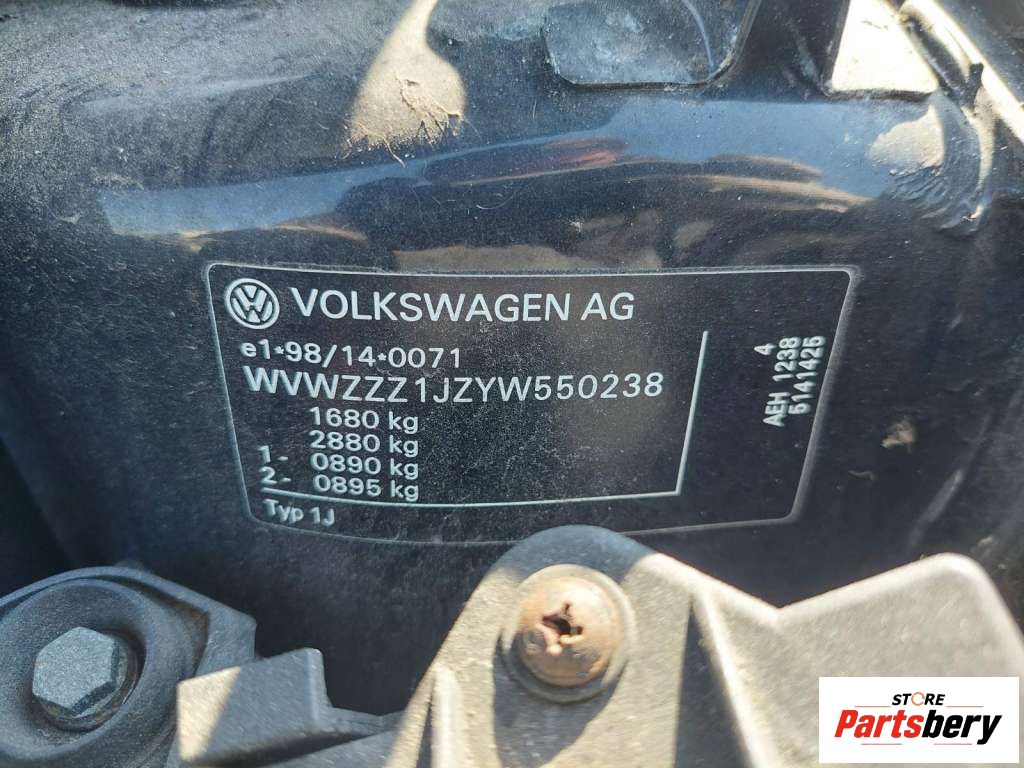 VOLKSWAGEN AG
e1*98/14*0071
WVWZZZ1JZYW550238
1680 kg
2880 kg
1- 0890 kg
2- 0895 kg
Typ 1J
4
AEH 1238
5141425
STORE
Partsbery